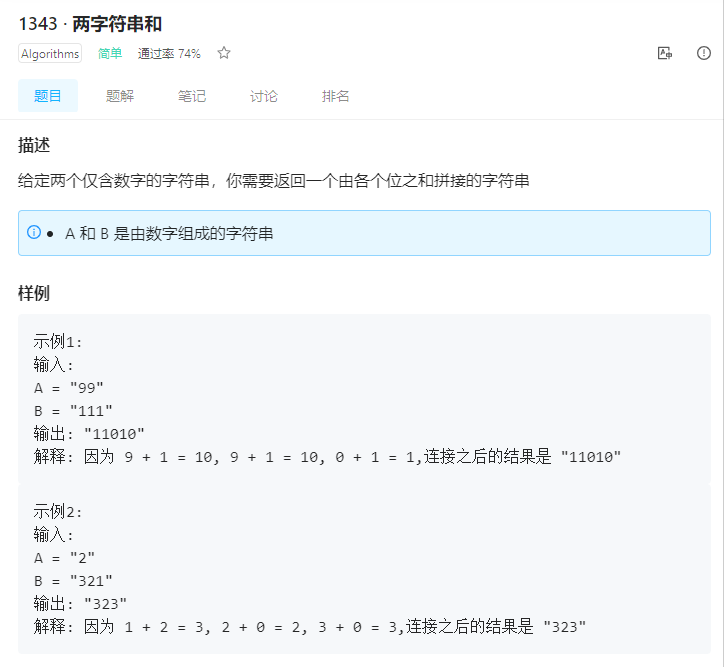 1343 · 两字符串和
Algorithms 简单 通过率 74%
题目 题解 笔记 讨论 排名
描述
给定两个仅含数字的字符串，你需要返回一个由各个位之和拼接的字符串
A 和 B 是由数字组成的字符串
样例
示例1:
输入:
A = "99"
B = "111"
输出: "11010"
解释: 因为 9 + 1 = 10, 9 + 1 = 10, 0 + 1 = 1,连接之后的结果是 "11010"
示例2:
输入:
A = "2"
B = "321"
输出: "323"
解释: 因为 1 + 2 = 3, 2 + 0 = 2, 3 + 0 = 3,连接之后的结果是 "323"